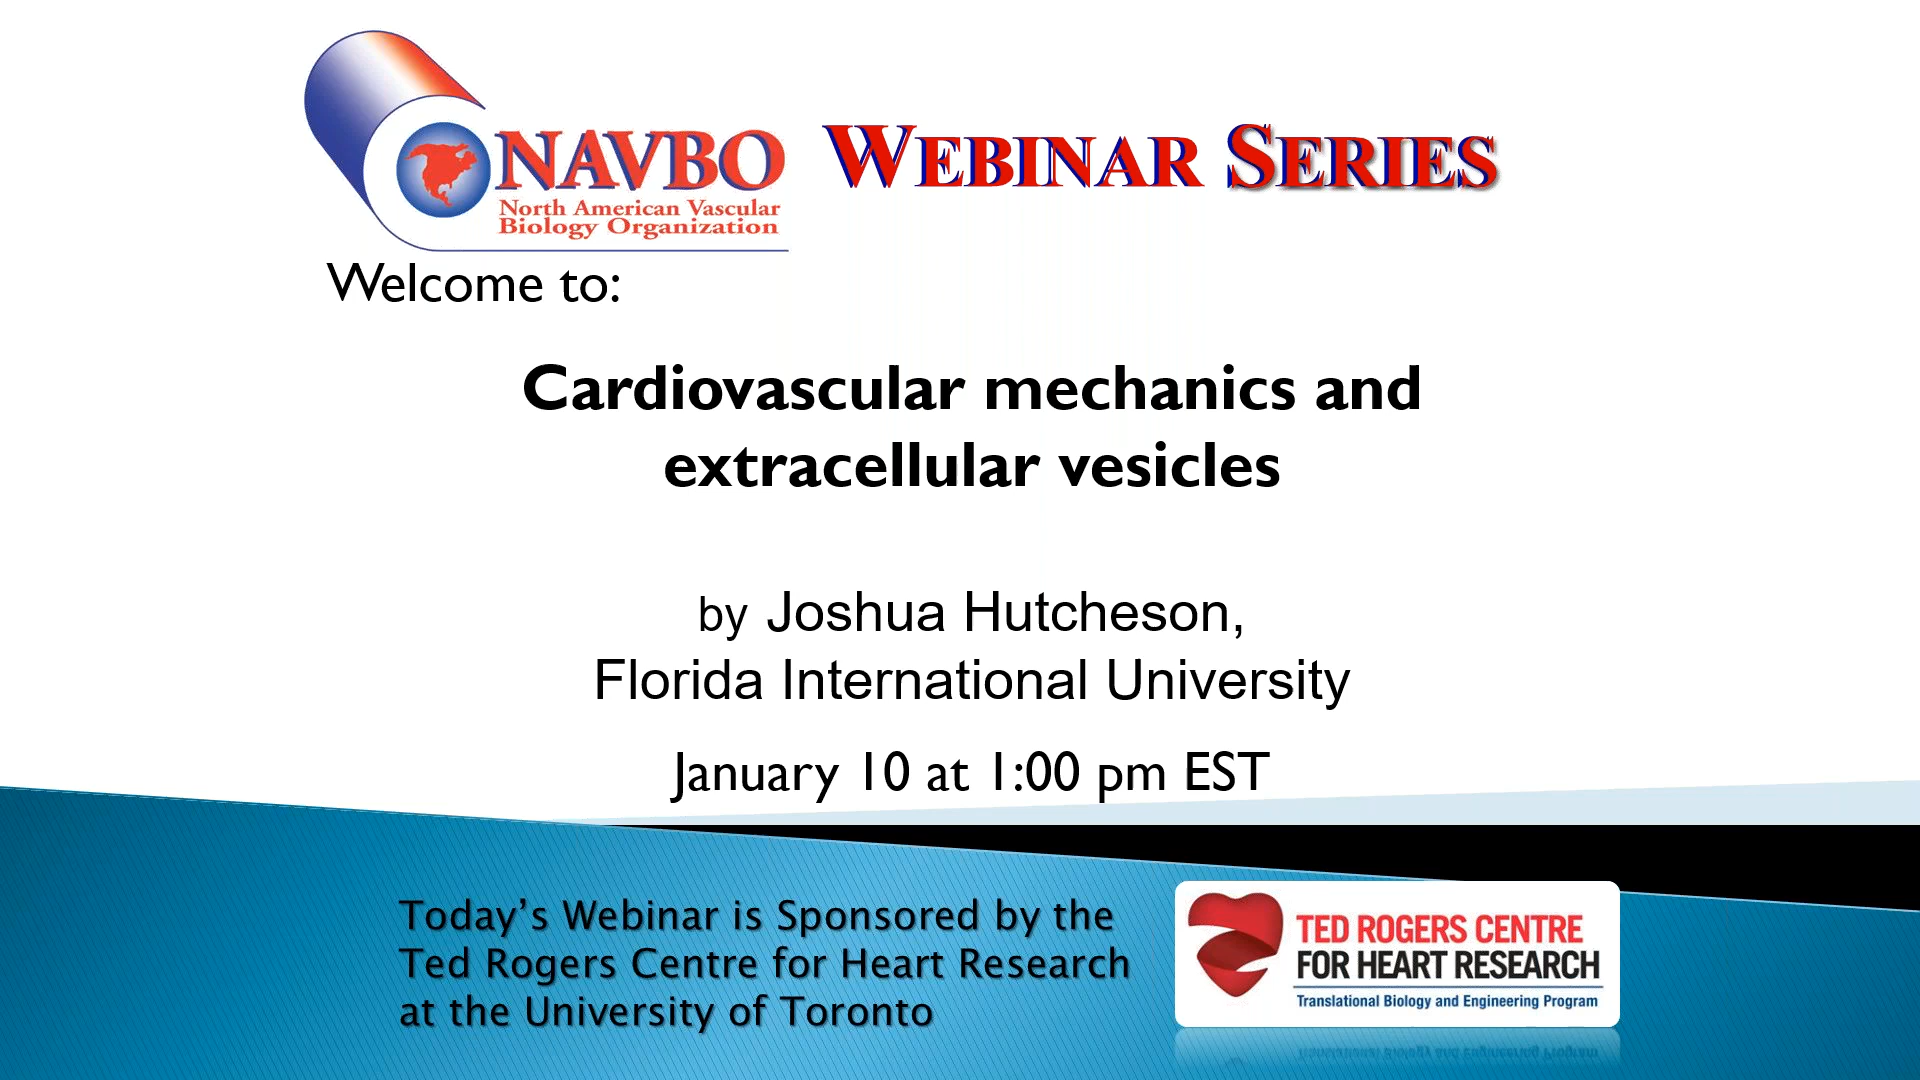 NAVBO
North American Vascular
Biology Organization
WEBINAR SERIES
Welcome to:
Cardiovascular mechanics and
extracellular vesicles
by Joshua Hutcheson,
Florida International University
January 10 at 1:00 pm EST
Today’s Webinar is Sponsored by the
Ted Rogers Centre for Heart Research
at the University of Toronto
TED ROGERS CENTRE
FOR HEART RESEARCH
Translational Biology and Engineering Program